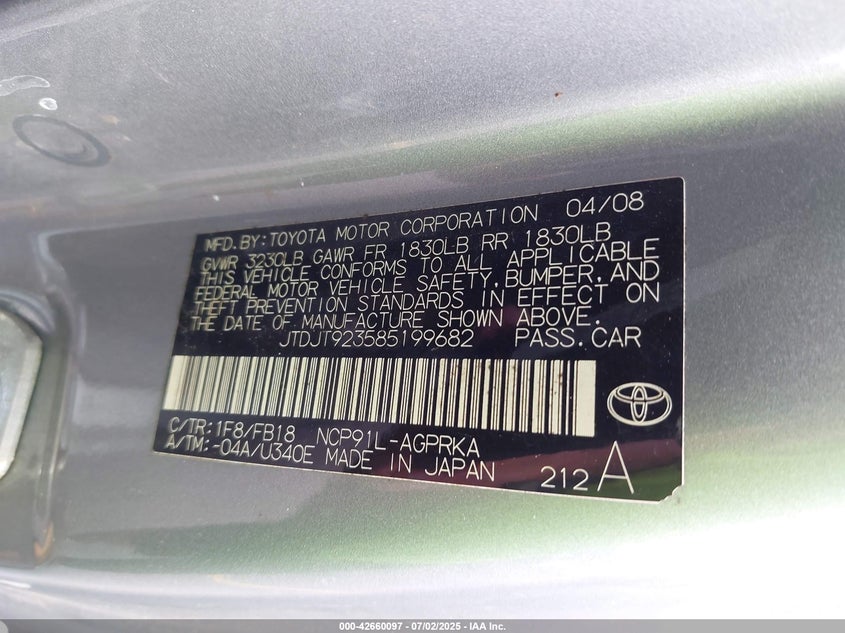 MFD.BY:TOYOTA MOTOR CORPORATION 04/08
GVWR 3230LB GAWR FR 1830LB RR 1830LB
THIS VEHICLE CONFORMS TO ALL APPLICABLE
FEDERAL MOTOR VEHICLE SAFETY, BUMPER, AND
THEFT PREVENTION STANDARDS IN EFFECT ON
THE DATE OF MANUFACTURE SHOWN ABOVE.
JTDJT923585199682 PASS.CAR
C/TR:1F8/FB18 NCP91L-AGPRKA
A/TM:-04A/U340E MADE IN JAPAN
212 A
000-42660097 - 07/02/2025 - IAA Inc.